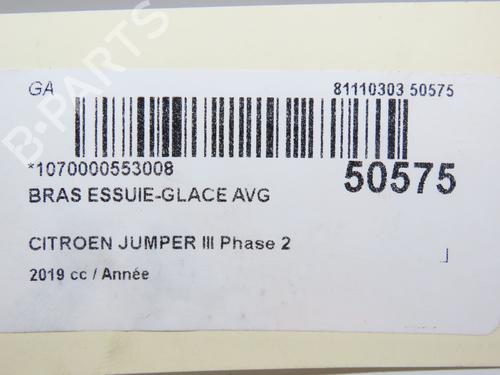 GA
81110303 50575
*1070000553008
50575
BRAS ESSUIE-GLACE AVG
CITROEN JUMPER III Phase 2
2019 cc / Année
B-PARTS